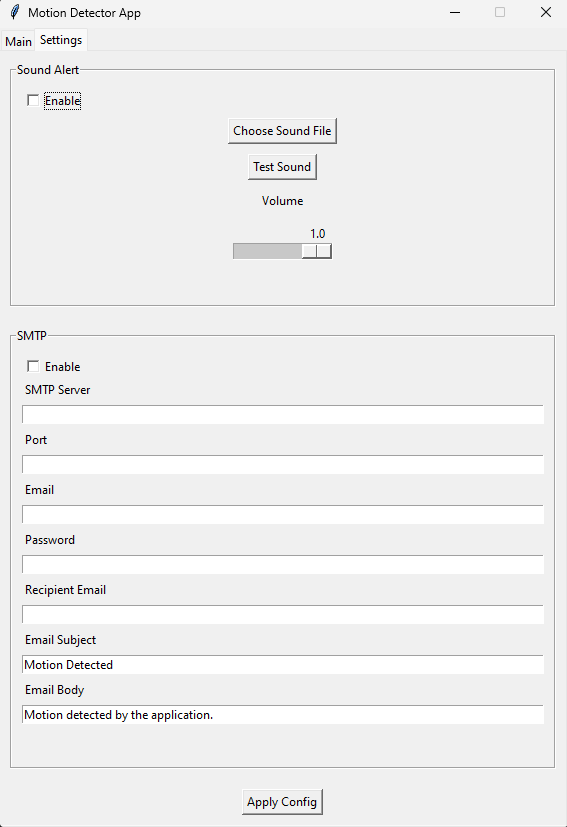 Motion Detector App
Main Settings
Sound Alert
Enable
Choose Sound File
Test Sound
Volume
1.0
SMTP
Enable
SMTP Server
Port
Email
Password
Recipient Email
Email Subject
Motion Detected
Email Body
Motion detected by the application.
Apply Config